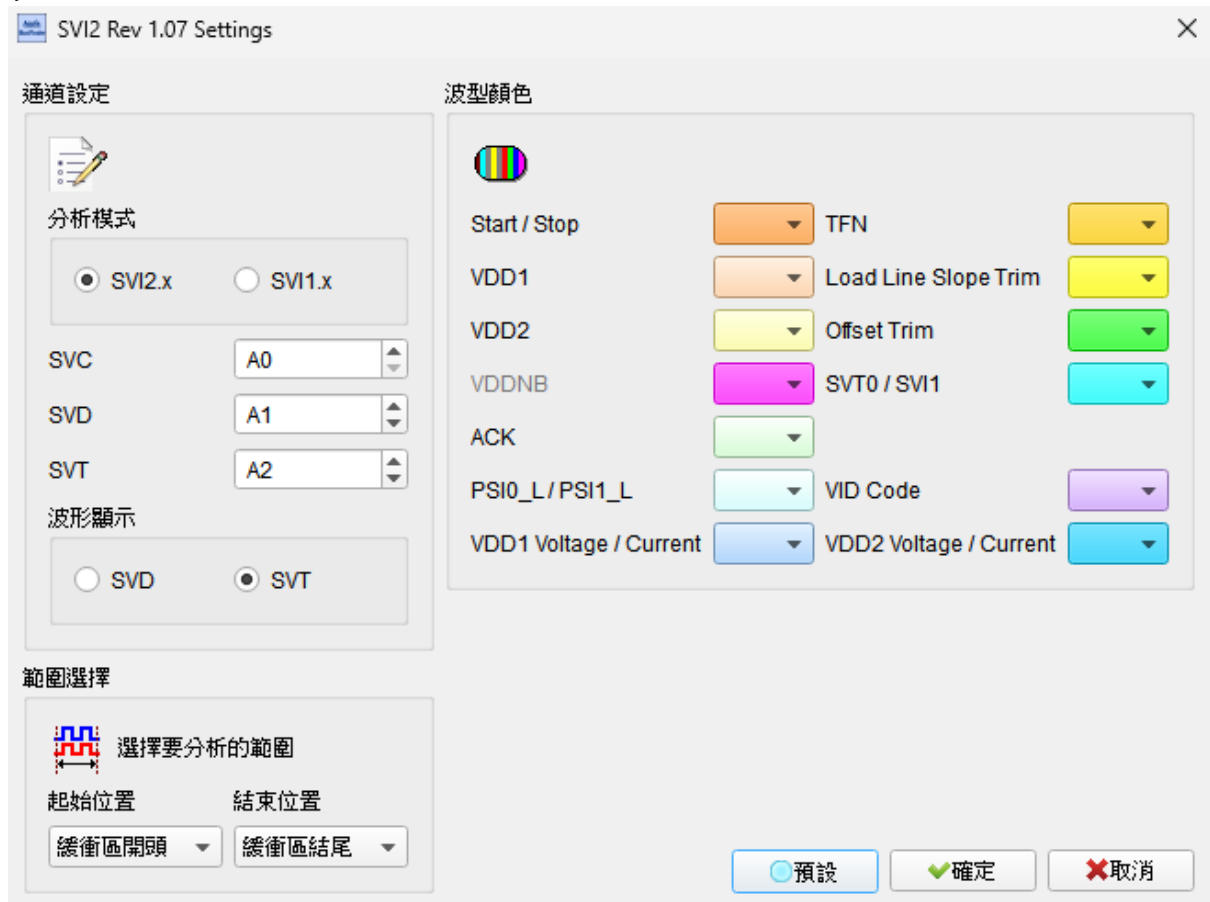 SVI2 Rev 1.07 Settings
通道設定
分析模式
SVI2.x SVI1.x
SVC A0
SVD A1
SVT A2
波形顯示
SVD SVT
範圍選擇
選擇要分析的範圍
起始位置 結束位置
緩衝區開頭 緩衝區結尾
波型顏色
Start / Stop TFN
VDD1 Load Line Slope Trim
VDD2 Offset Trim
VDDNB SVT0 / SVI1
ACK
PSI0_L / PSI1_L VID Code
VDD1 Voltage / Current VDD2 Voltage / Current
預設 確定 取消